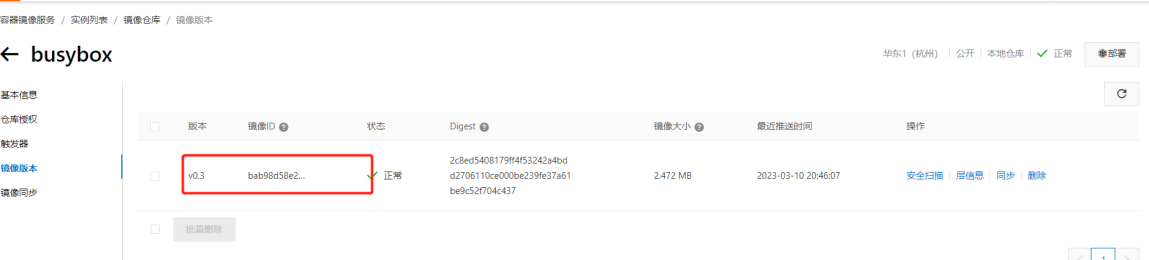 容器镜像服务 / 实例列表 / 镜像仓库 / 镜像版本
← busybox
华东1（杭州） 公开 本地仓库 正常 部署
基本信息
仓库授权
触发器
镜像版本
镜像同步
版本 镜像ID 状态 Digest 镜像大小 最近推送时间 操作
v0.3 bab98d58e2... 正常
2c8ed5408179ff4f53242a4bd
d2706110ce000be239fe37a61
be9c52f704c437
2.472 MB 2023-03-10 20:46:07 安全扫描 层信息 同步 删除
批量删除
1